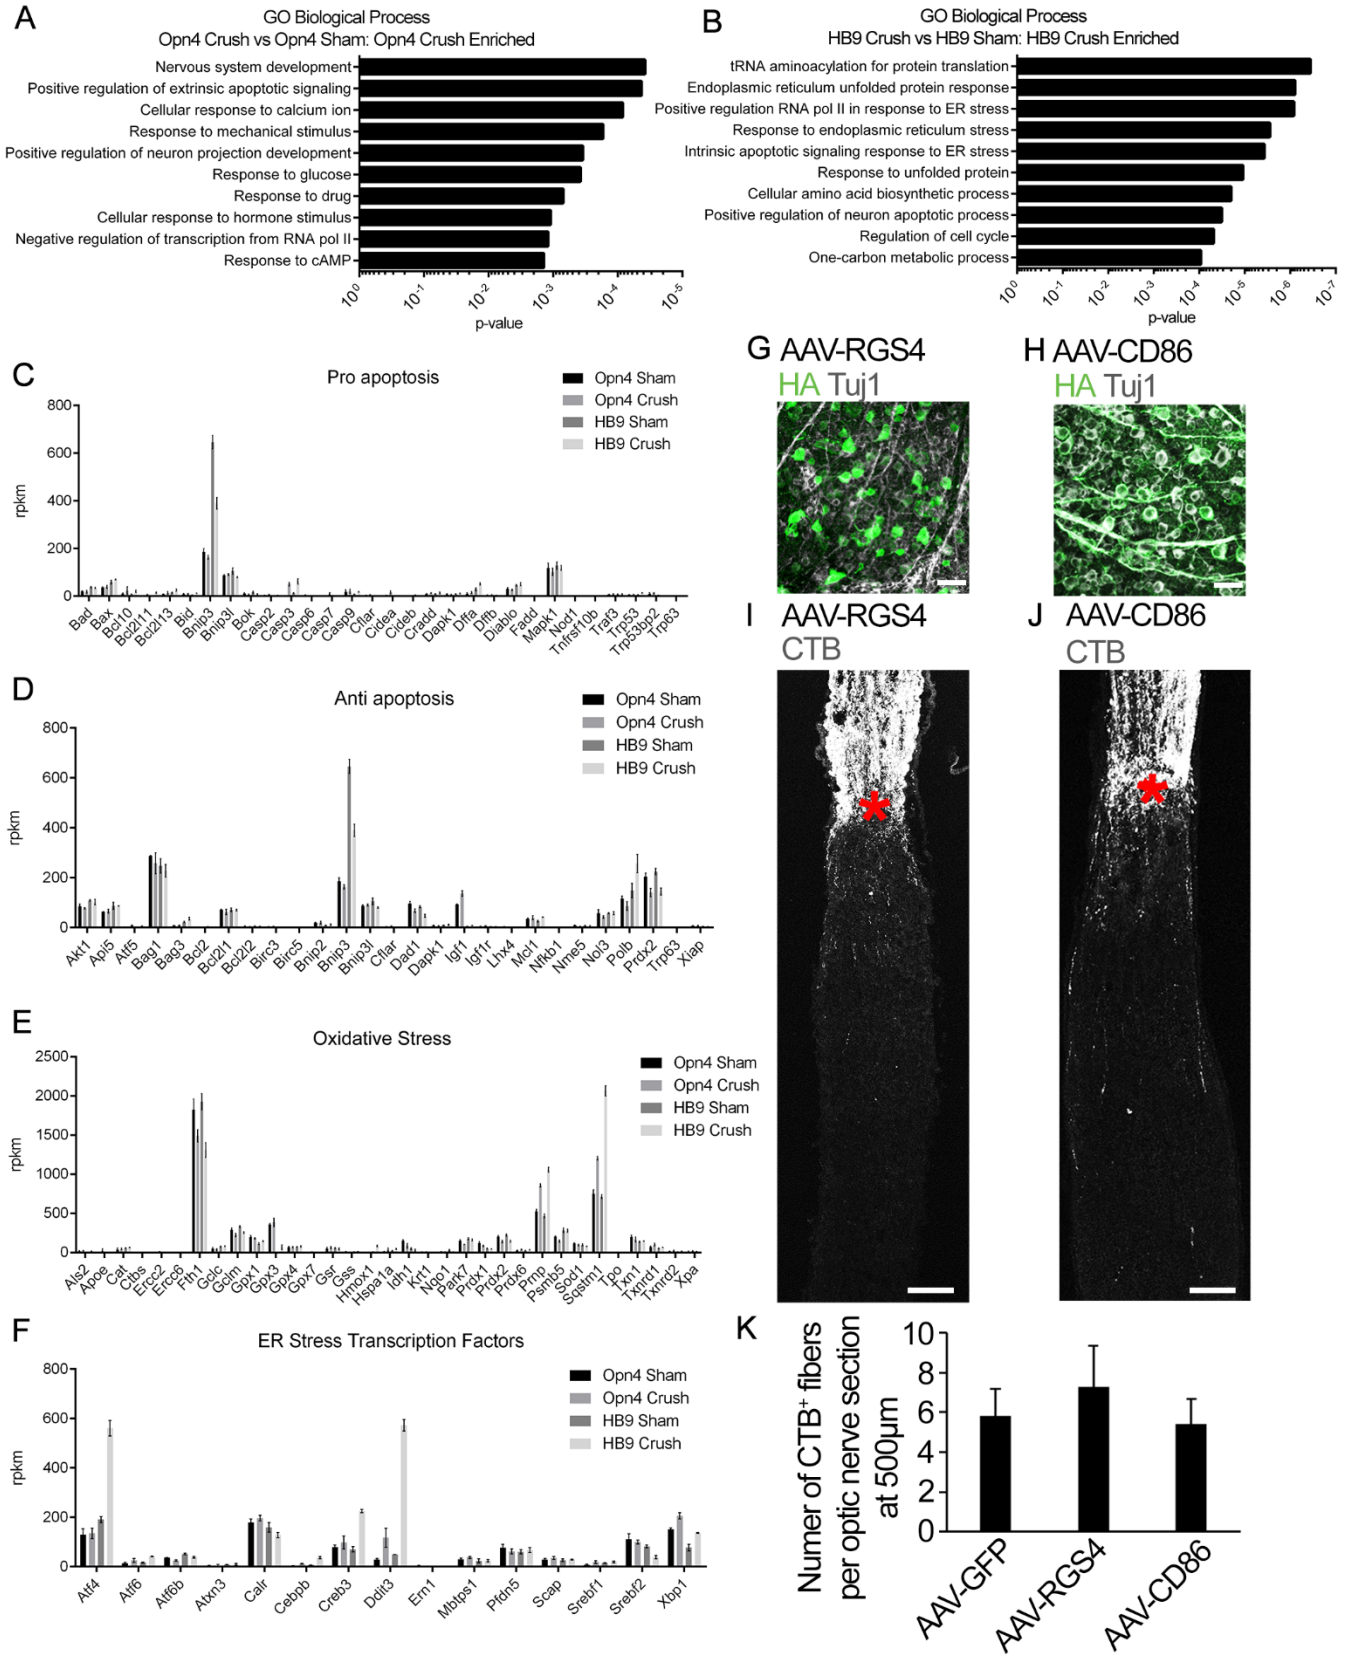 A
GO Biological Process
Opn4 Crush vs Opn4 Sham: Opn4 Crush Enriched
Nervous system development
Positive regulation of extrinsic apoptotic signaling
Cellular response to calcium ion
Response to mechanical stimulus
Positive regulation of neuron projection development
Response to glucose
Response to drug
Cellular response to hormone stimulus
Negative regulation of transcription from RNA pol II
Response to cAMP
10^0 10^-1 10^-2 10^-3 10^-4 10^-5
p-value
B
GO Biological Process
HB9 Crush vs HB9 Sham: HB9 Crush Enriched
tRNA aminoacylation for protein translation
Endoplasmic reticulum unfolded protein response
Positive regulation RNA pol II in response to ER stress
Response to endoplasmic reticulum stress
Intrinsic apoptotic signaling response to ER stress
Response to unfolded protein
Cellular amino acid biosynthetic process
Positive regulation of neuron apoptotic process
Regulation of cell cycle
One-carbon metabolic process
10^0 10^-1 10^-2 10^-3 10^-4 10^-5 10^-6 10^-7
p-value
C
Pro apoptosis
Opn4 Sham
Opn4 Crush
HB9 Sham
HB9 Crush
800
600
400
200
0
rpkm
Bad Bax Bcl10 Bcl2l11 Bcl2l13 Bid Bnip3 Bnip3l Bok Casp2 Casp3 Casp6 Casp7 Casp9 Cflar Cidea Cideb Cradd Dapk1 Dffa Dffb Diablo Fadd Mapk1 Nod1 Tnfrsf10b Traf3 Trp53 Trp53bp2 Trp63
D
Anti apoptosis
Opn4 Sham
Opn4 Crush
HB9 Sham
HB9 Crush
800
600
400
200
0
rpkm
Akt1 Api5 Atf5 Bag1 Bag3 Bcl2 Bcl2l1 Bcl2l2 Birc3 Birc5 Bnip2 Bnip3 Bnip3l Cflar Dad1 Dapk1 Igf1 Igf1r Lhx4 Mcl1 Nfkb1 Nme5 Nol3 Polb Prdx2 Trp63 Xiap
E
Oxidative Stress
Opn4 Sham
Opn4 Crush
HB9 Sham
HB9 Crush
2500
2000
1500
1000
500
0
rpkm
Als2 Apoe Cat Ctbs Ercc2 Ercc6 Fth1 Gclc Gclm Gpx1 Gpx3 Gpx4 Gpx7 Gsr Gss Hmox1 Hspa1a Idh1 Krt1 Nqo1 Park7 Prdx1 Prdx2 Prdx6 Prnp Psmb5 Sod1 Sqstm1 Tpo Txn1 Txnrd1 Txnrd2 Xpa
F
ER Stress Transcription Factors
Opn4 Sham
Opn4 Crush
HB9 Sham
HB9 Crush
800
600
400
200
0
rpkm
Atf4 Atf6 Atf6b Atxn3 Calr Cebpb Creb3 Ddit3 Ern1 Mbtps1 Pfdn5 Scap Srebf1 Srebf2 Xbp1
G AAV-RGS4
HA Tuj1
H AAV-CD86
HA Tuj1
I AAV-RGS4
CTB
*
J AAV-CD86
CTB
*
K
Numer of CTB+ fibers
per optic nerve section
at 500µm
10
8
6
4
2
0
AAV-GFP AAV-RGS4 AAV-CD86